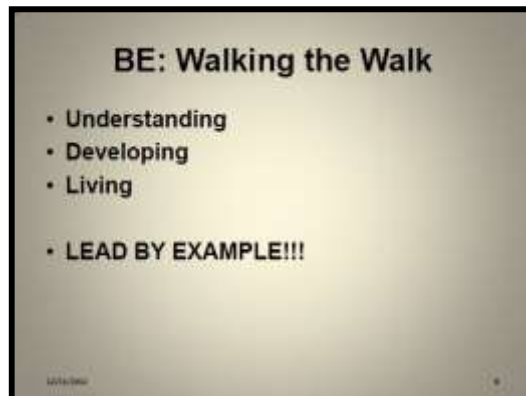 BE: Walking the Walk
• Understanding
• Developing
• Living
• LEAD BY EXAMPLE!!!